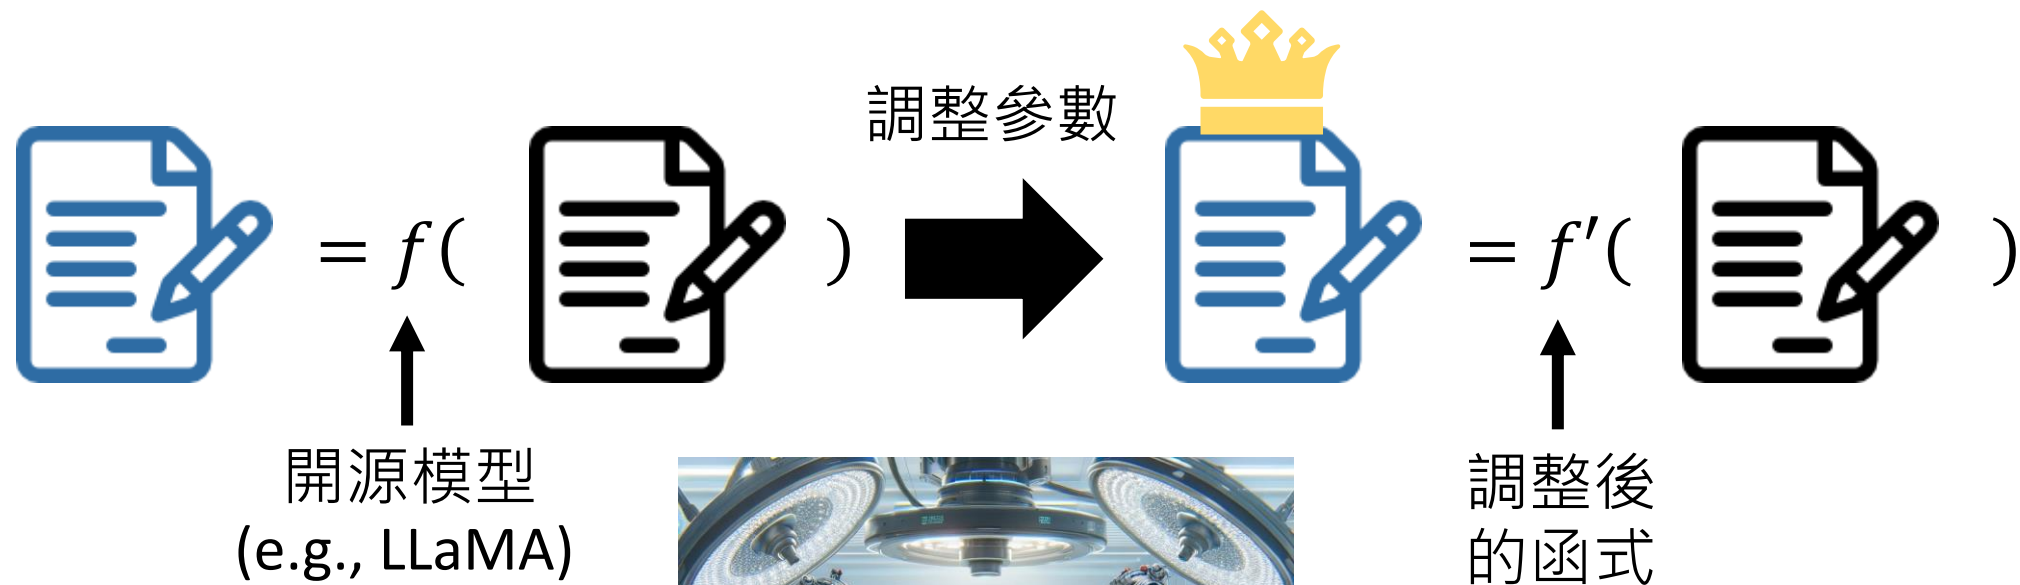 調整參數
= f( )
= f′( )
開源模型
(e.g., LLaMA)
調整後
的函式